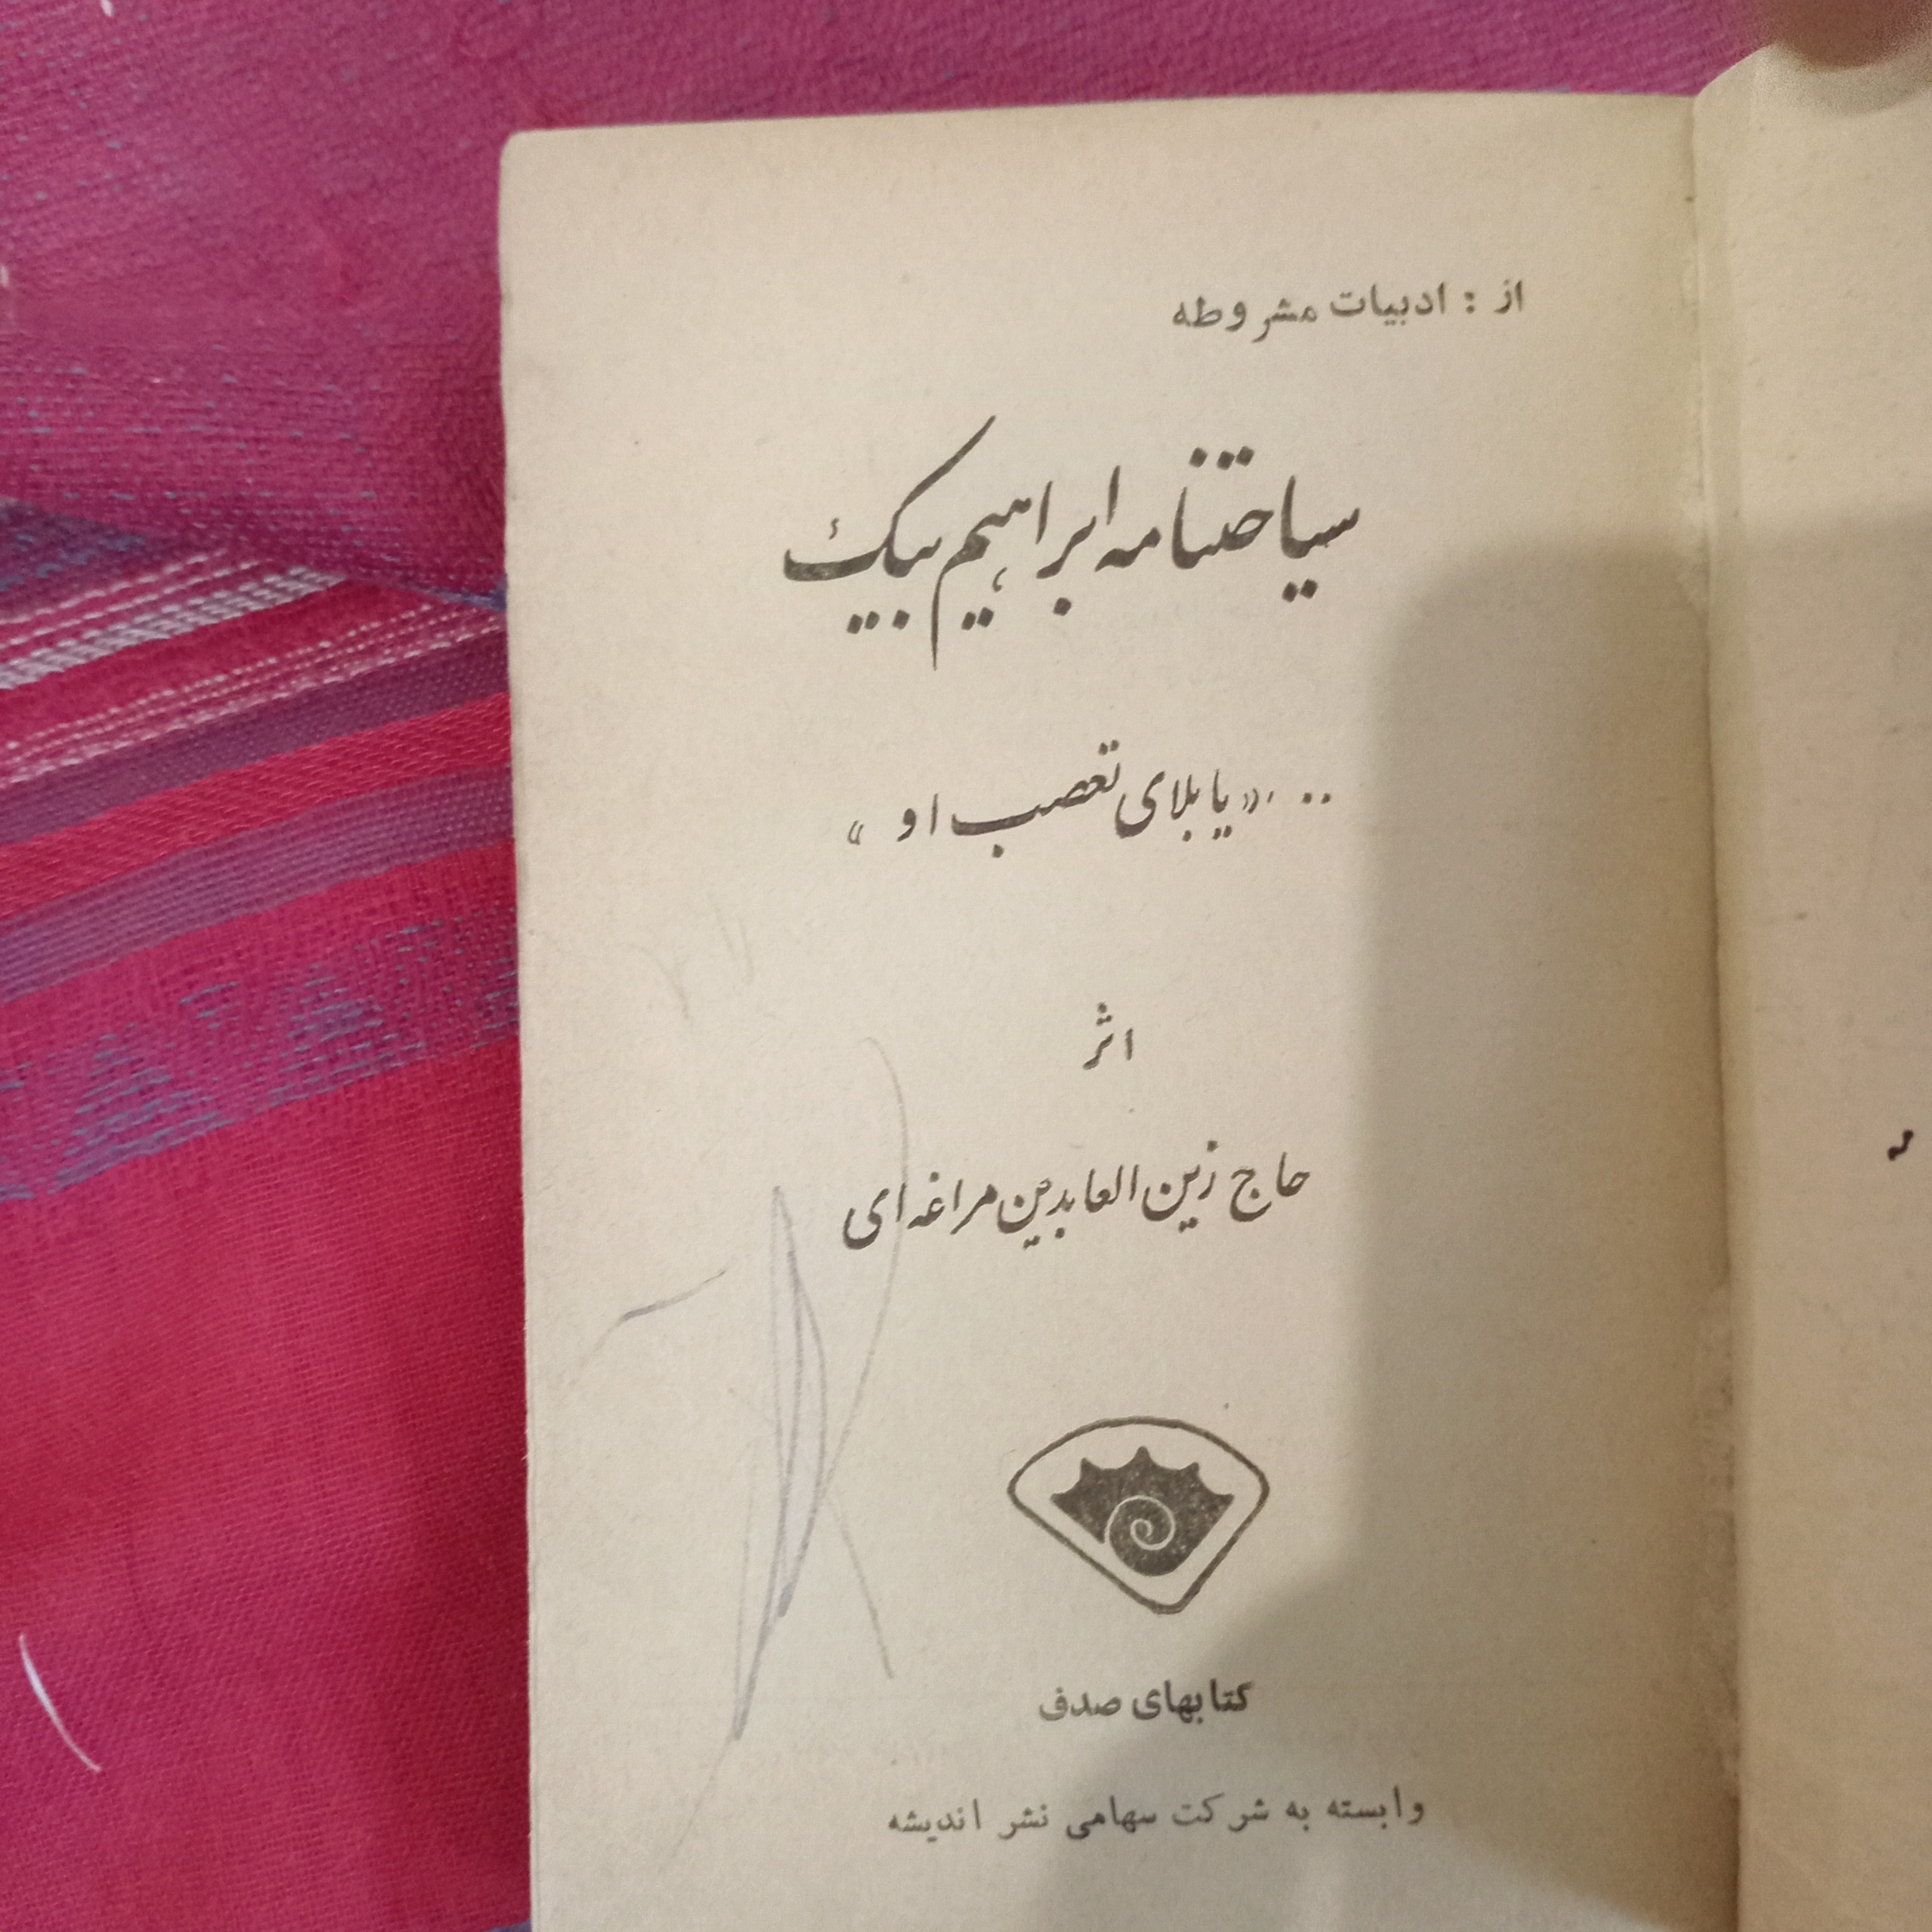 از : ادبیات مشروطه
سیاحتنامه ابراهیم بیک
.. «یا بلای تعصب او»
اثر
حاج زین العابدین مراغه ای
کتابهای صدف
وابسته به شرکت سهامی نشر اندیشه